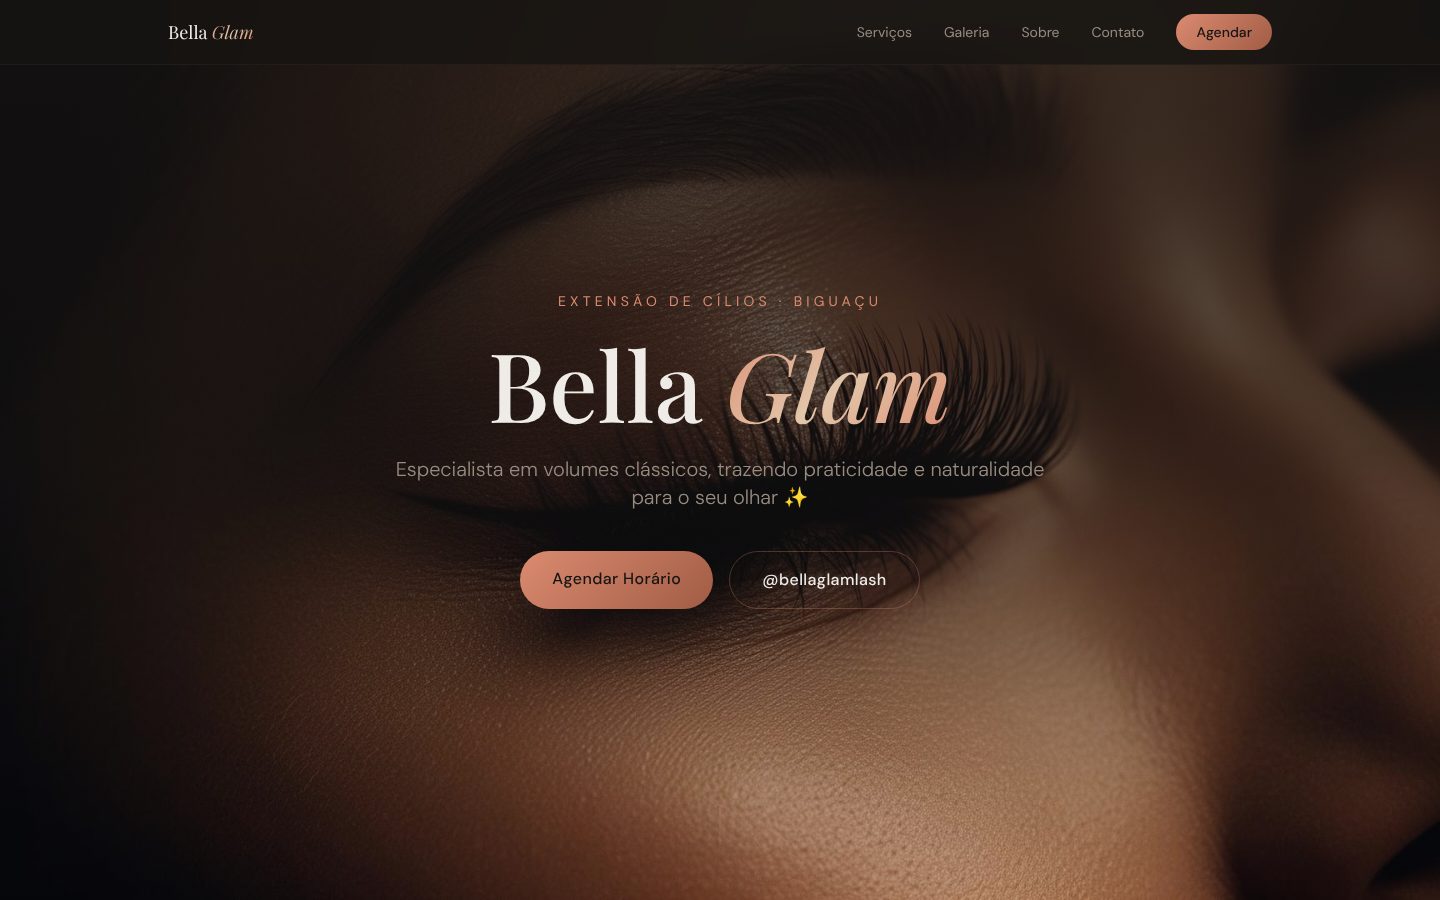 Bella Glam
Serviços
Galeria
Sobre
Contato
Agendar
EXTENSÃO DE CÍLIOS · BIGUAÇU
Bella Glam
Especialista em volumes clássicos, trazendo praticidade e naturalidade
para o seu olhar ✨
Agendar Horário
@bellaglamlash